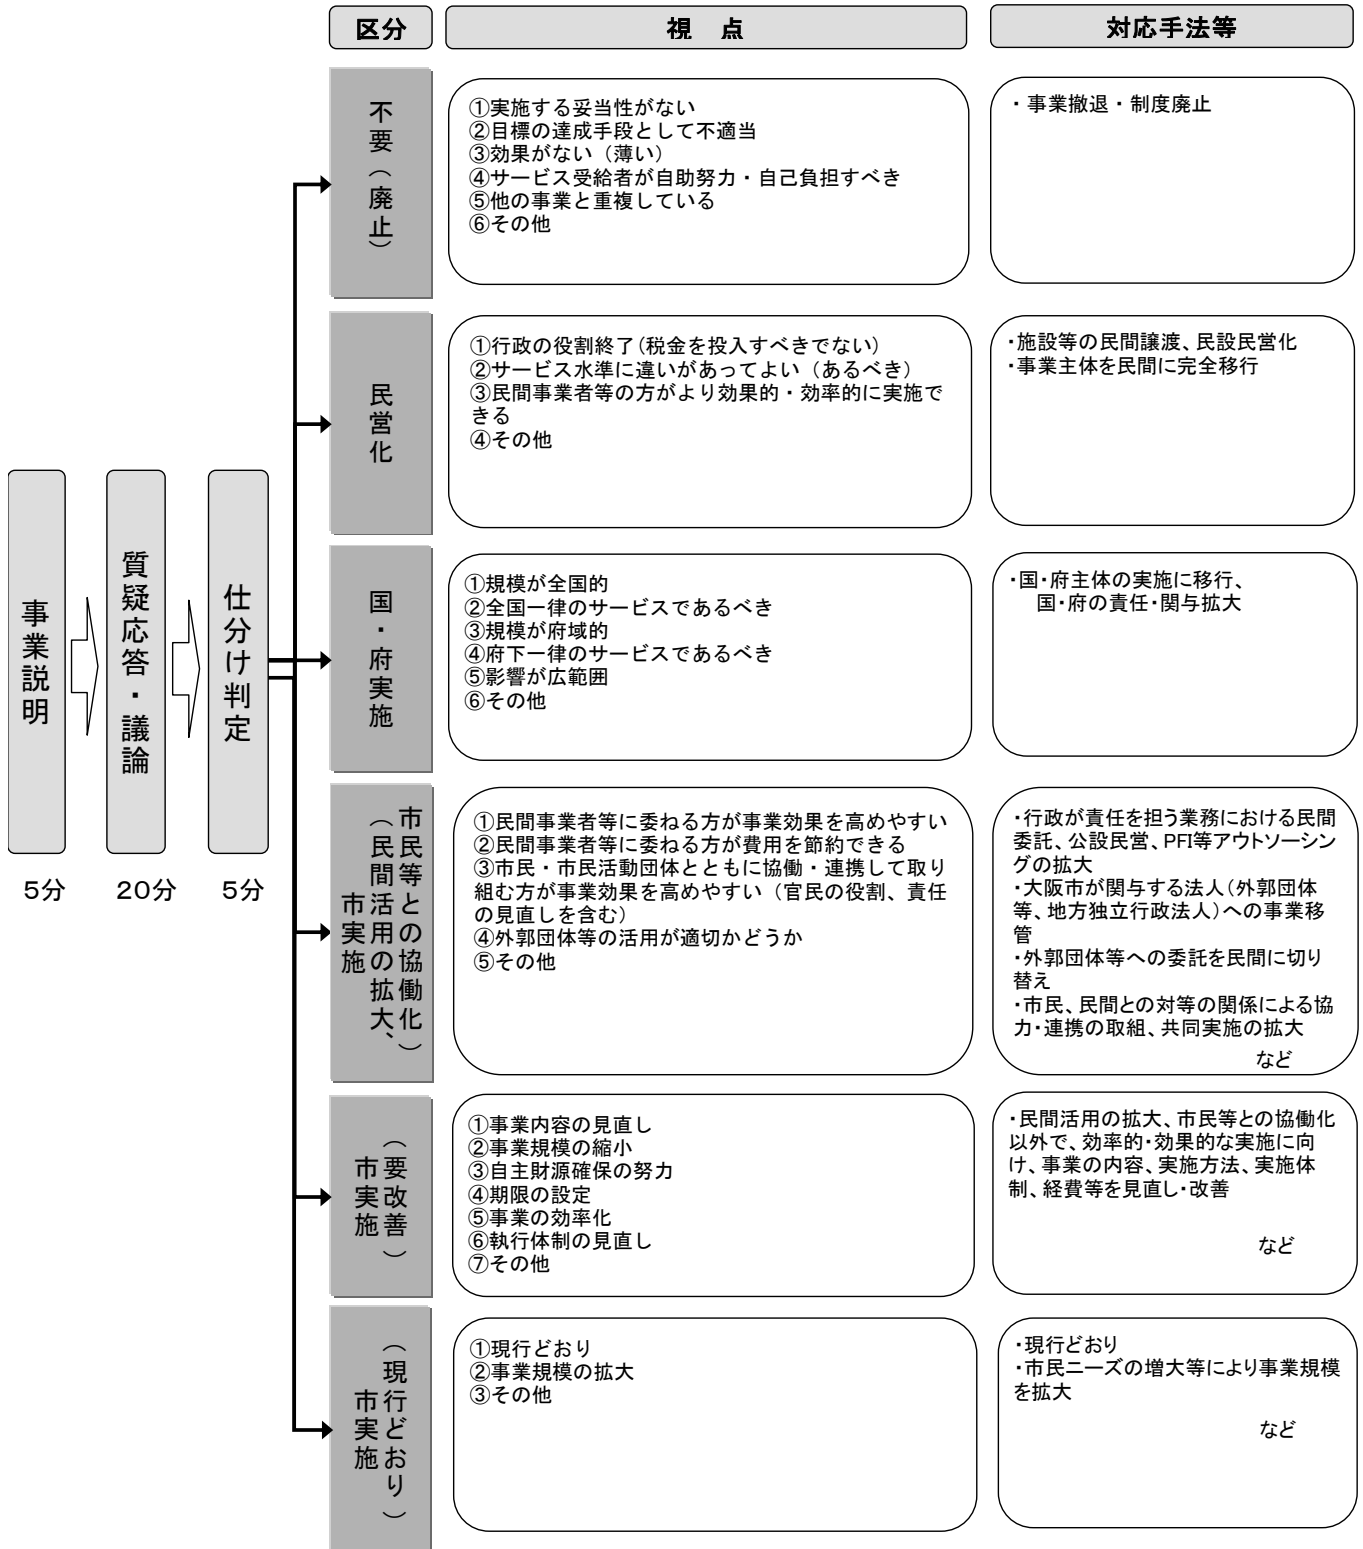 区分
視　点
対応手法等
事業説明
5分
質疑応答・議論
20分
仕分け判定
5分
不要（廃止）
①実施する妥当性がない
②目標の達成手段として不適当
③効果がない（薄い）
④サービス受給者が自助努力・自己負担すべき
⑤他の事業と重複している
⑥その他
・事業撤退・制度廃止
民営化
①行政の役割終了(税金を投入すべきでない)
②サービス水準に違いがあってよい（あるべき）
③民間事業者等の方がより効果的・効率的に実施で
きる
④その他
・施設等の民間譲渡、民設民営化
・事業主体を民間に完全移行
国・府実施
①規模が全国的
②全国一律のサービスであるべき
③規模が府域的
④府下一律のサービスであるべき
⑤影響が広範囲
⑥その他
・国・府主体の実施に移行、
国・府の責任・関与拡大
市実施
（民間活用の拡大、
市民等との協働化）
①民間事業者等に委ねる方が事業効果を高めやすい
②民間事業者等に委ねる方が費用を節約できる
③市民・市民活動団体とともに協働・連携して取り
組む方が事業効果を高めやすい（官民の役割、責任
の見直しを含む）
④外郭団体等の活用が適切かどうか
⑤その他
・行政が責任を担う業務における民間
委託、公設民営、PFI等アウトソーシン
グの拡大
・大阪市が関与する法人(外郭団体
等、地方独立行政法人)への事業移
管
・外郭団体等への委託を民間に切り
替え
・市民、民間との対等の関係による協
力・連携の取組、共同実施の拡大
など
市実施
（要改善）
①事業内容の見直し
②事業規模の縮小
③自主財源確保の努力
④期限の設定
⑤事業の効率化
⑥執行体制の見直し
⑦その他
・民間活用の拡大、市民等との協働化
以外で、効率的・効果的な実施に向
け、事業の内容、実施方法、実施体
制、経費等を見直し・改善
など
市実施
（現行どおり）
①現行どおり
②事業規模の拡大
③その他
・現行どおり
・市民ニーズの増大等により事業規模
を拡大
など